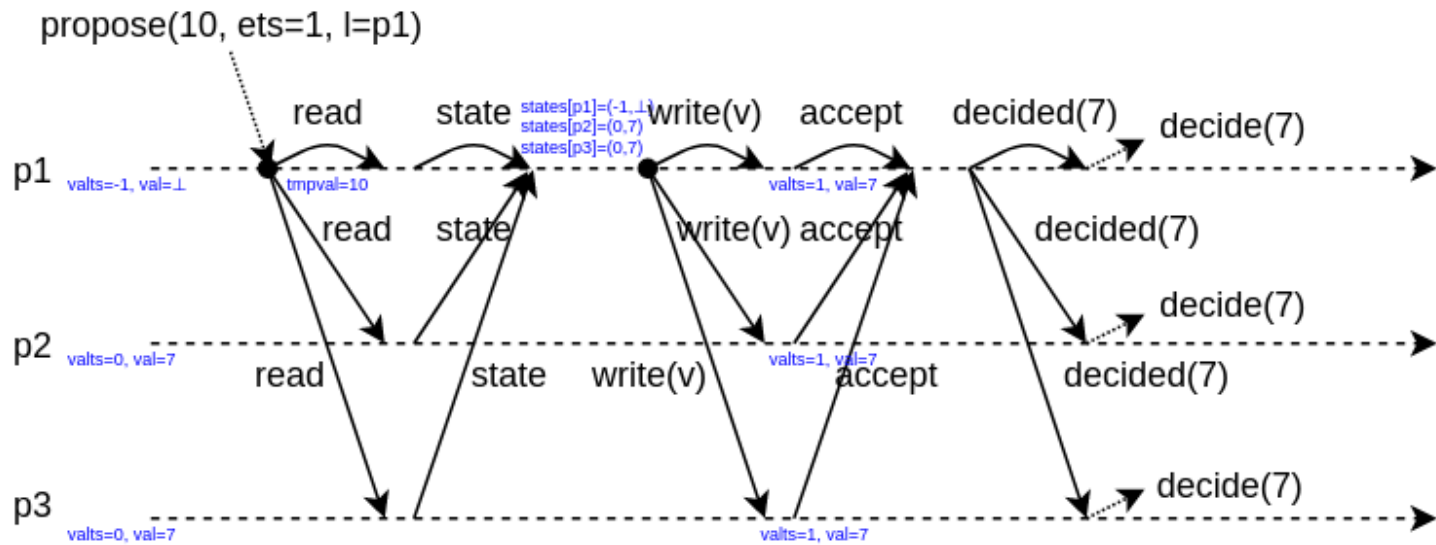 propose(10, ets=1, l=p1)
read
state
states[p1]=(-1,⊥)
states[p2]=(0,7)
states[p3]=(0,7)
write(v)
accept
decided(7)
decide(7)
p1
valts=-1, val=⊥
tmpval=10
valts=1, val=7
read
state
write(v)
accept
decided(7)
decide(7)
p2
valts=0, val=7
valts=1, val=7
read
state
write(v)
accept
decided(7)
decide(7)
p3
valts=0, val=7
valts=1, val=7